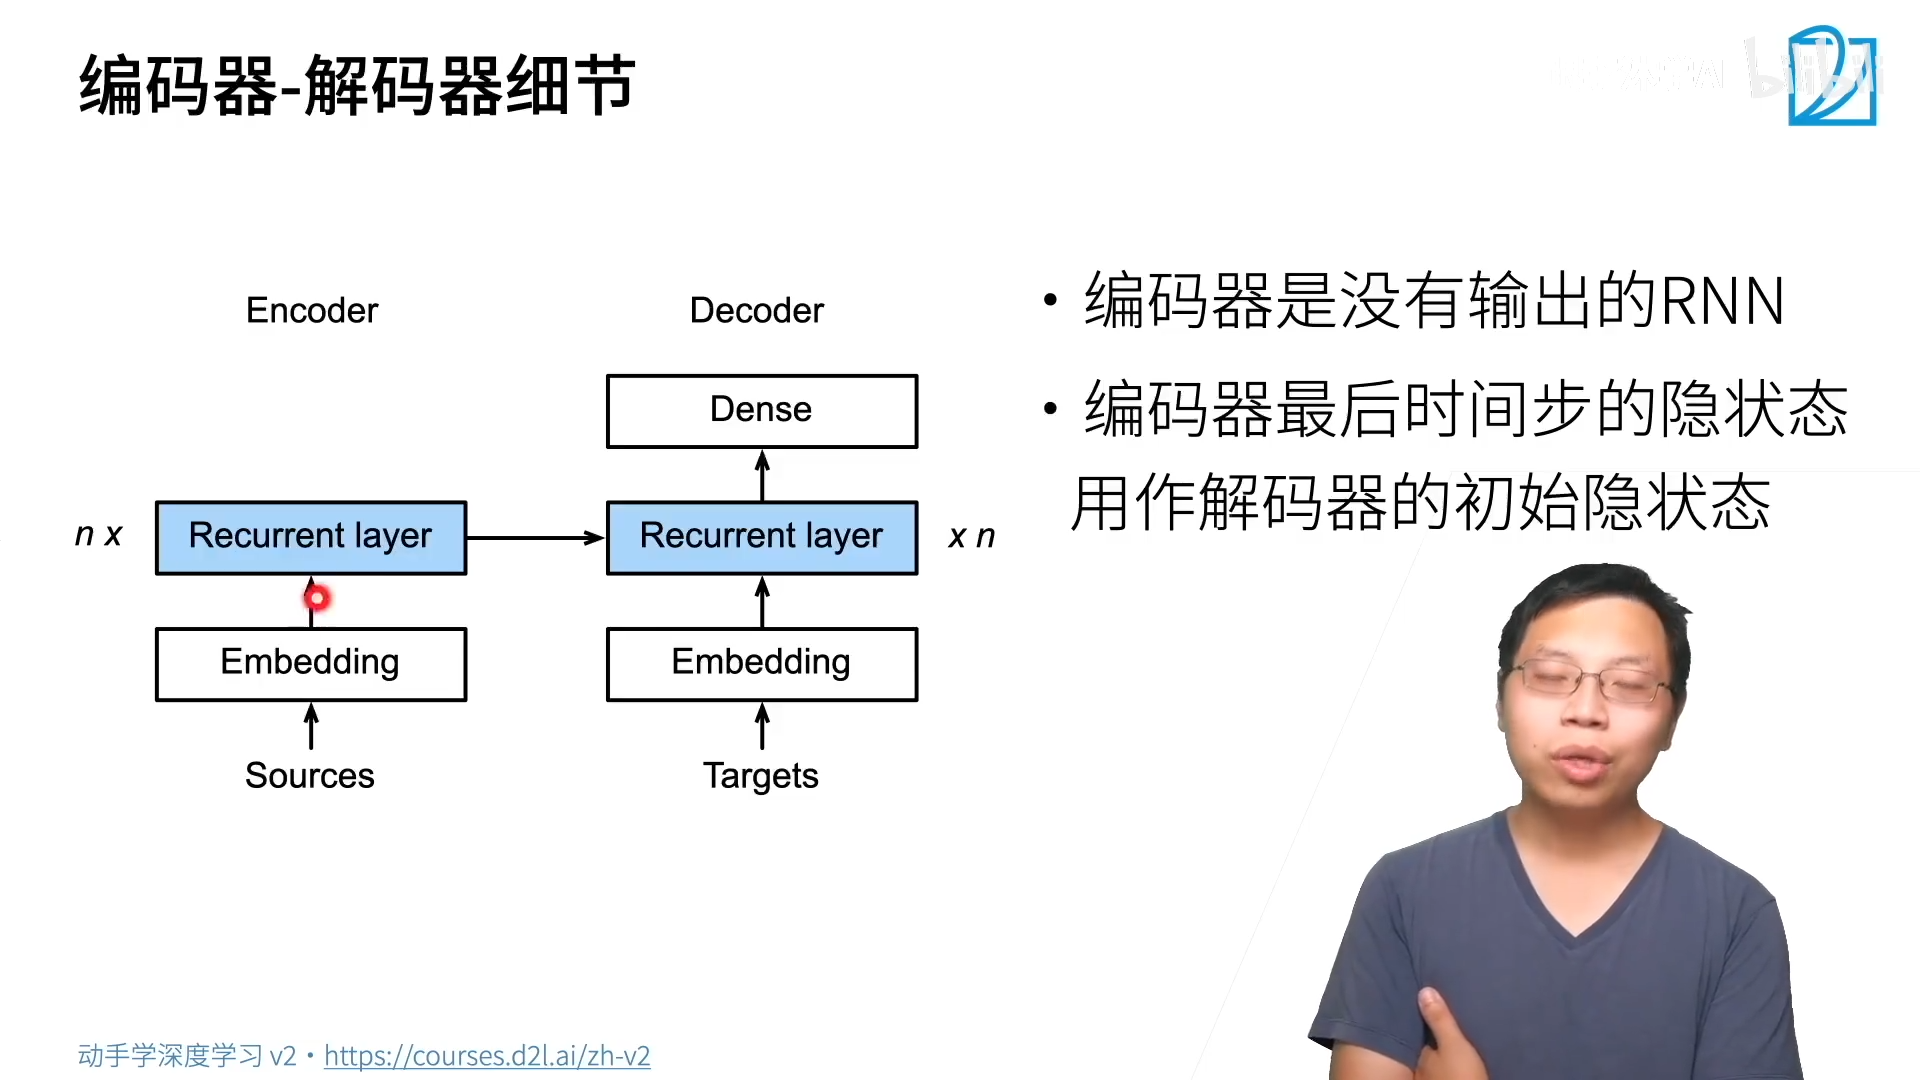 编码器-解码器细节
bilibili
Encoder
Decoder
Dense
n x
Recurrent layer
Recurrent layer
x n
Embedding
Embedding
Sources
Targets
• 编码器是没有输出的RNN
• 编码器最后时间步的隐状态
用作解码器的初始隐状态
动手学深度学习 v2 • https://courses.d2l.ai/zh-v2